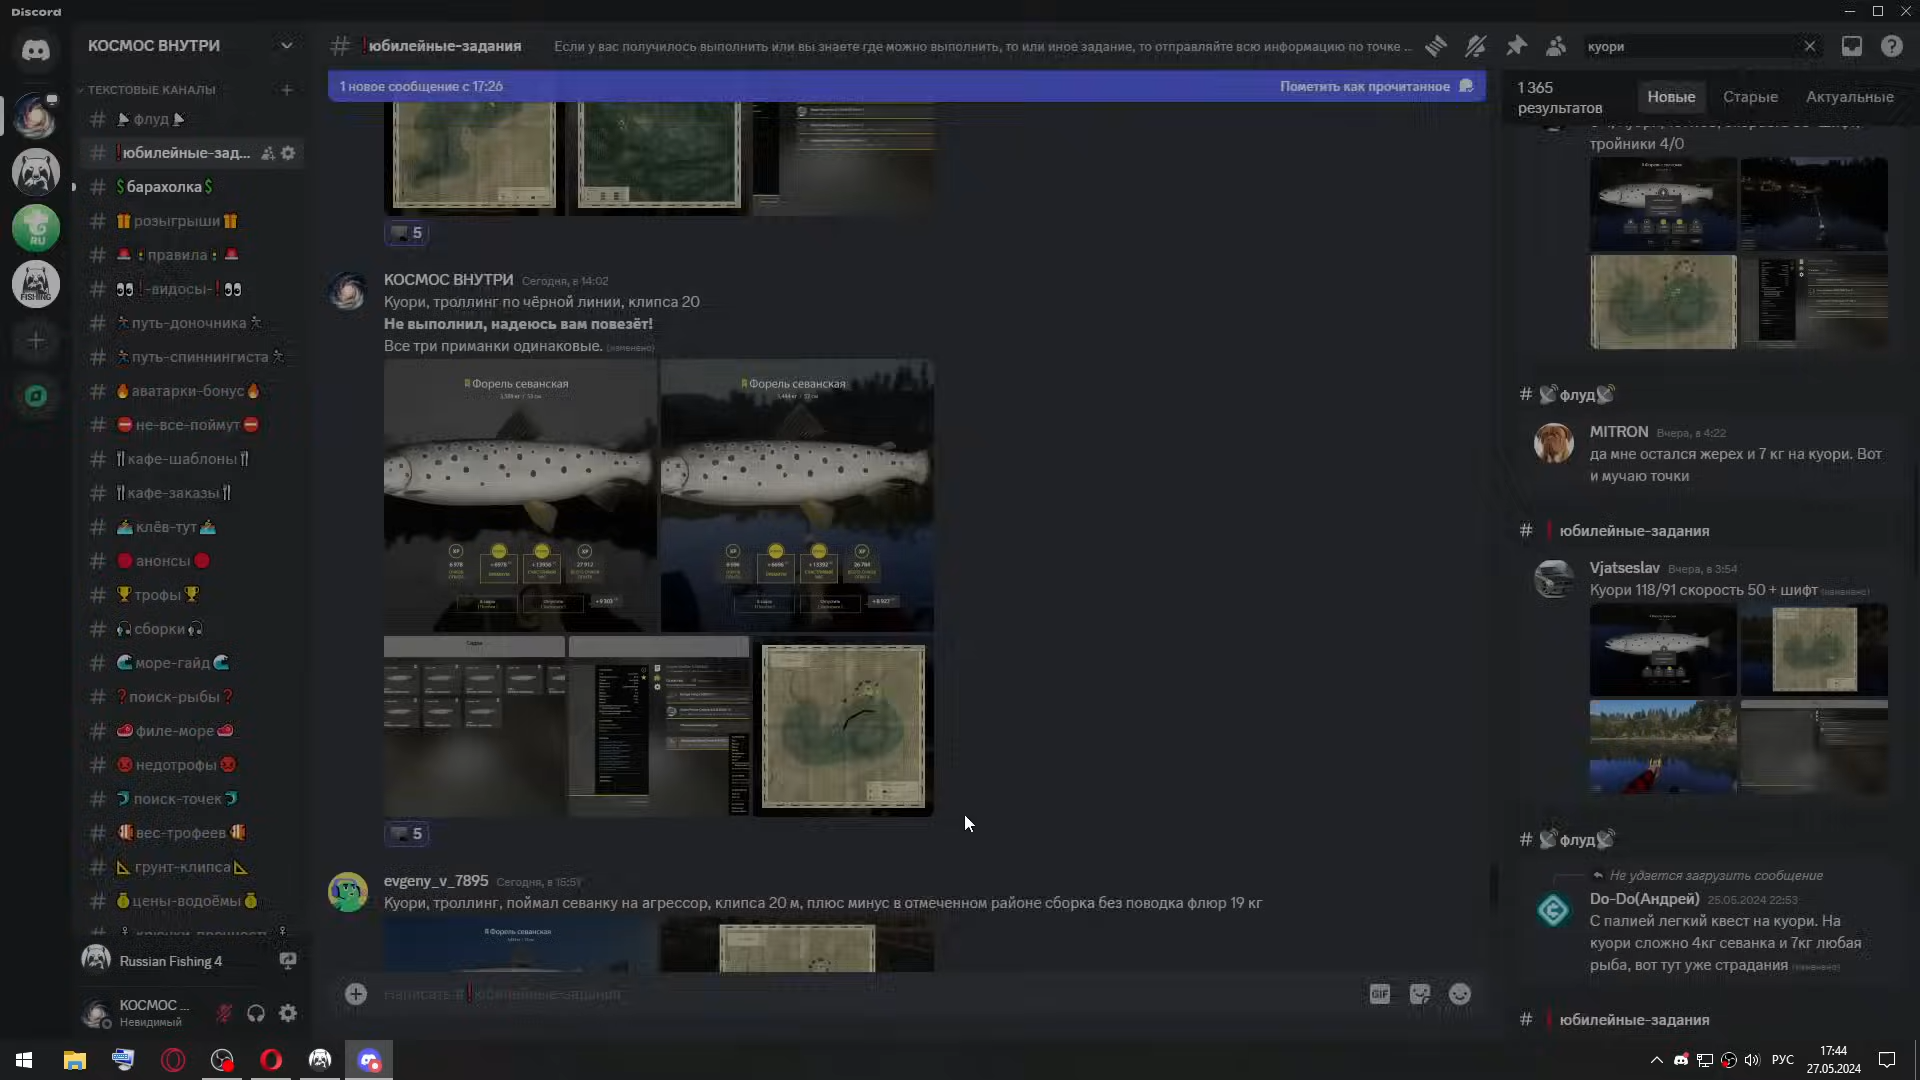 Discord
КОСМОС ВНУТРИ
ТЕКСТОВЫЕ КАНАЛЫ
флуд
юбилейные-зад...
$барахолка$
розыгрыши
правила
-видосы-
путь-доночника
путь-спиннингиста
аватарки-бонус
не-все-поймут
кафе-шаблоны
кафе-заказы
клёв-тут
анонсы
трофы
сборки
море-гайд
поиск-рыбы
филе-море
недотрофы
поиск-точек
вес-трофеев
грунт-клипса
цены-водоёмы
Russian Fishing 4
КОСМОС ...
Невидимый
юбилейные-задания
Если у вас получилось выполнить или вы знаете где можно выполнить, то или иное задание, то отправляйте всю информацию по точке ...
куори
1 новое сообщение с 17:26
Пометить как прочитанное
5
КОСМОС ВНУТРИ Сегодня, в 14:02
Куори, троллинг по чёрной линии, клипса 20
Не выполнил, надеюсь вам повезёт!
Все три приманки одинаковые. (изменено)
Форель севанская
Форель севанская
5
evgeny_v_7895 Сегодня, в 15:51
Куори, троллинг, поймал севанку на агрессор, клипса 20 м, плюс минус в отмеченном районе сборка без поводка флюр 19 кг
Форель севанская
Написать в юбилейные-задания
GIF
1 365 результатов
Новые
Старые
Актуальные
тройники 4/0
# флуд
MITRON Вчера, в 4:22
да мне остался жерех и 7 кг на куори. Вот
и мучаю точки
# юбилейные-задания
Vjatseslav Вчера, в 3:54
Куори 118/91 скорость 50 + шифт (изменено)
# флуд
Не удается загрузить сообщение
Do-Do(Андрей) 25.05.2024 22:53
С палией легкий квест на куори. На
куори сложно 4кг севанка и 7кг любая
рыба, вот тут уже страдания (изменено)
# юбилейные-задания
РУС
17:44
27.05.2024